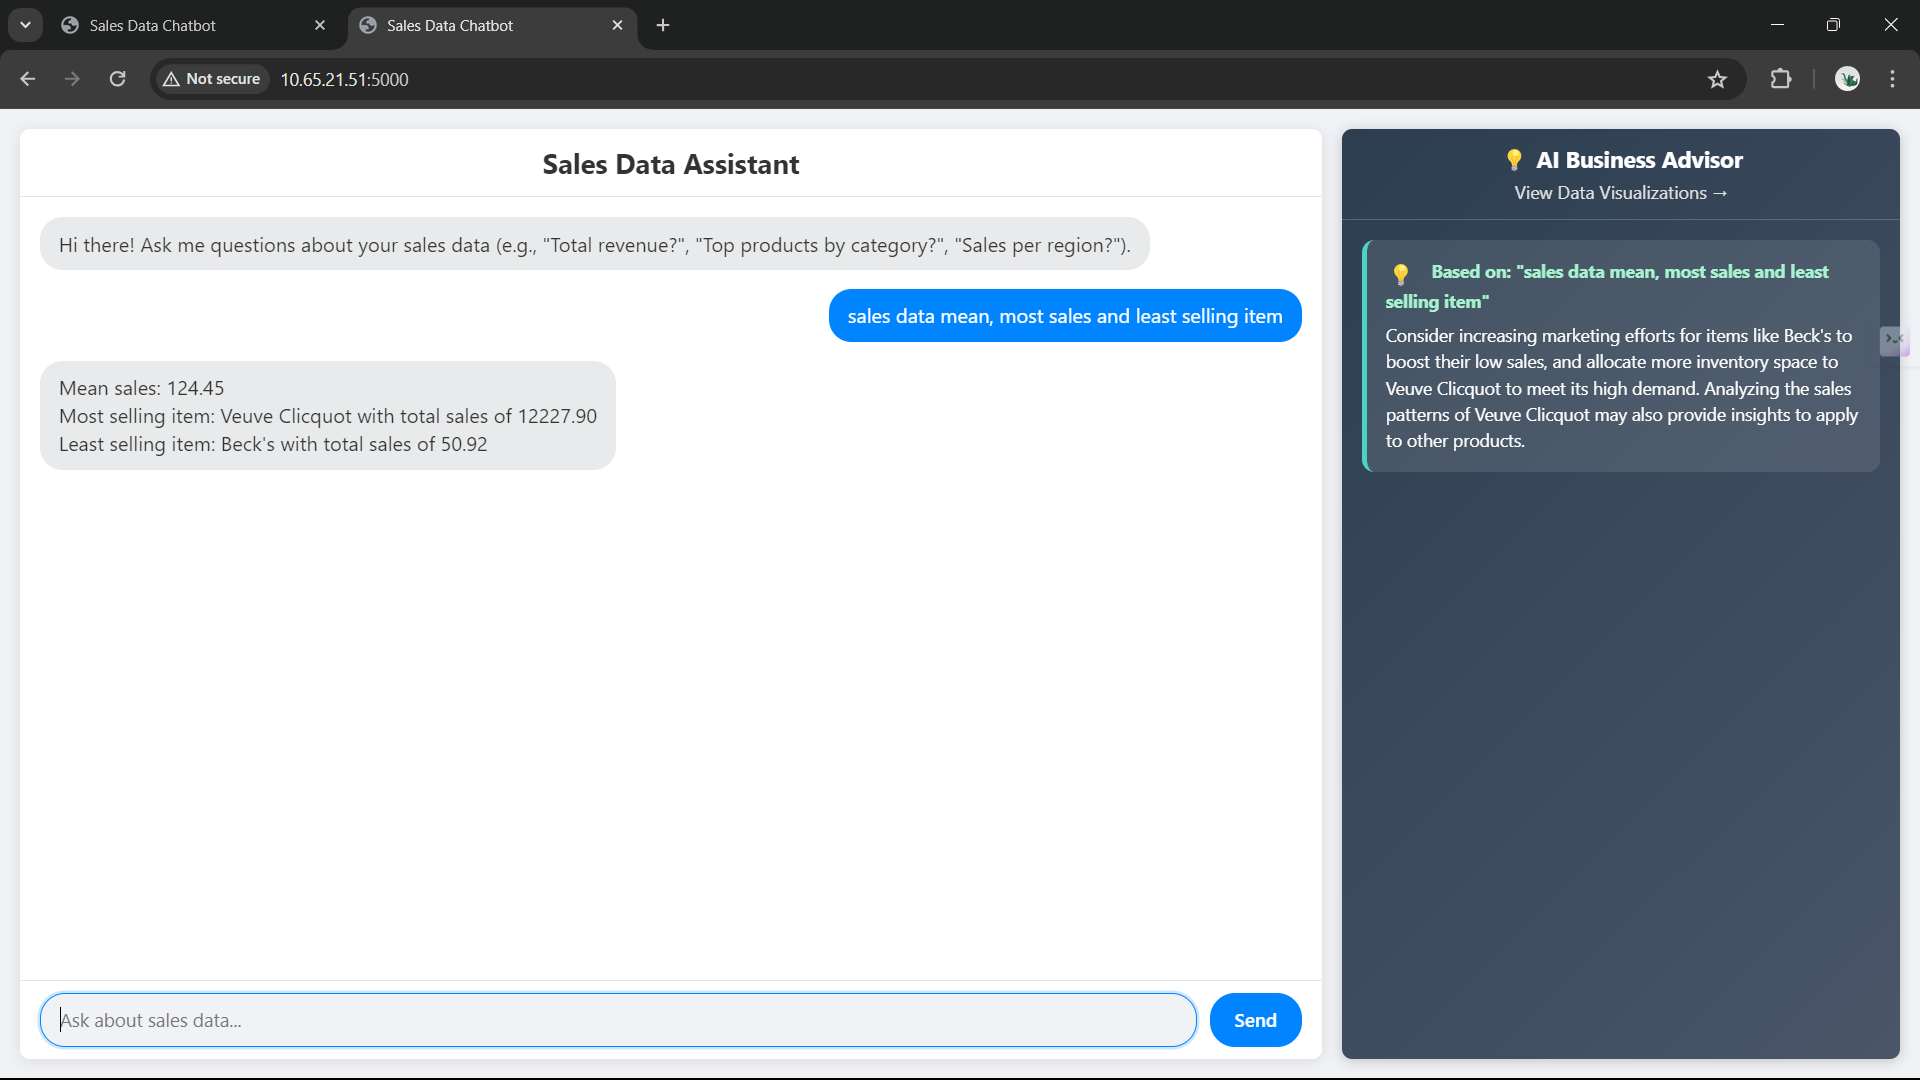 Sales Data Chatbot
Sales Data Chatbot
Not secure
10.65.21.51:5000
Sales Data Assistant
Hi there! Ask me questions about your sales data (e.g., "Total revenue?", "Top products by category?", "Sales per region?").
sales data mean, most sales and least selling item
Mean sales: 124.45
Most selling item: Veuve Clicquot with total sales of 12227.90
Least selling item: Beck's with total sales of 50.92
Ask about sales data...
Send
💡 AI Business Advisor
View Data Visualizations →
💡 Based on: "sales data mean, most sales and least
selling item"
Consider increasing marketing efforts for items like Beck's to
boost their low sales, and allocate more inventory space to
Veuve Clicquot to meet its high demand. Analyzing the sales
patterns of Veuve Clicquot may also provide insights to apply
to other products.